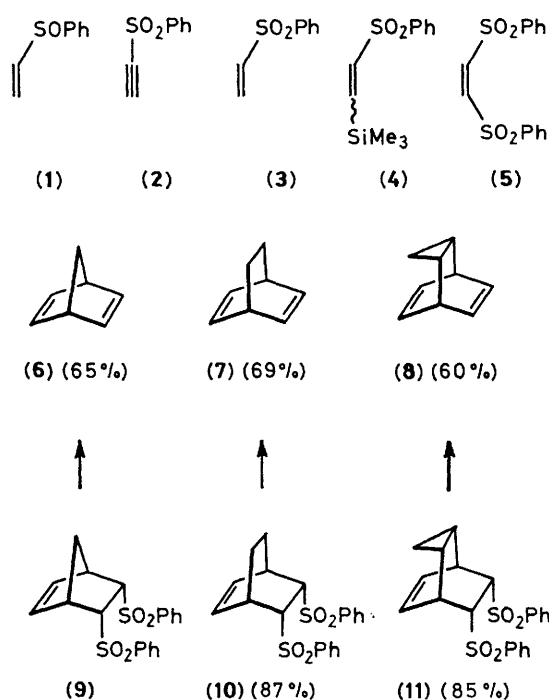 SOPh SO2Ph SO2Ph SO2Ph SO2Ph
SiMe3 SO2Ph
(1) (2) (3) (4) (5)
(6) (65%) (7) (69%) (8) (60%)
SO2Ph SO2Ph SO2Ph
SO2Ph SO2Ph SO2Ph
(9) (10) (87%) (11) (85%)